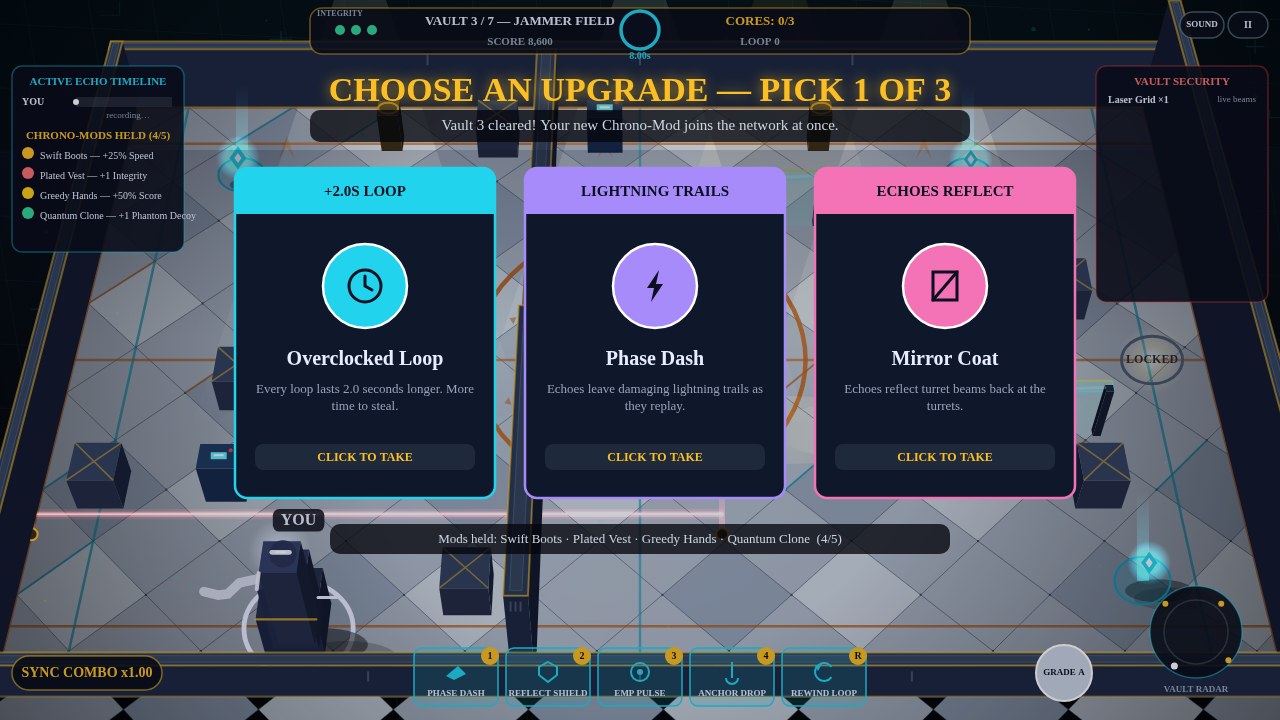 INTEGRITY
VAULT 3 / 7 — JAMMER FIELD
SCORE 8,600
8.00s
CORES: 0/3
LOOP 0
SOUND
II
ACTIVE ECHO TIMELINE
YOU
recording…
CHRONO-MODS HELD (4/5)
Swift Boots — +25% Speed
Plated Vest — +1 Integrity
Greedy Hands — +50% Score
Quantum Clone — +1 Phantom Decoy
VAULT SECURITY
Laser Grid ×1
live beams
CHOOSE AN UPGRADE — PICK 1 OF 3
Vault 3 cleared! Your new Chrono-Mod joins the network at once.
+2.0S LOOP
Overclocked Loop
Every loop lasts 2.0 seconds longer. More
time to steal.
CLICK TO TAKE
LIGHTNING TRAILS
Phase Dash
Echoes leave damaging lightning trails as
they replay.
CLICK TO TAKE
ECHOES REFLECT
Mirror Coat
Echoes reflect turret beams back at the
turrets.
CLICK TO TAKE
LOCKED
YOU
Mods held: Swift Boots · Plated Vest · Greedy Hands · Quantum Clone (4/5)
SYNC COMBO x1.00
1
PHASE DASH
2
REFLECT SHIELD
3
EMP PULSE
4
ANCHOR DROP
R
REWIND LOOP
GRADE A
VAULT RADAR